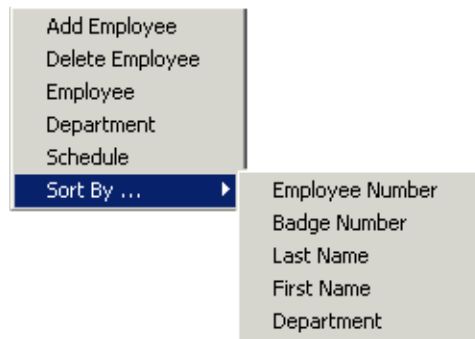 Add Employee
Delete Employee
Employee
Department
Schedule
Sort By ...
Employee Number
Badge Number
Last Name
First Name
Department